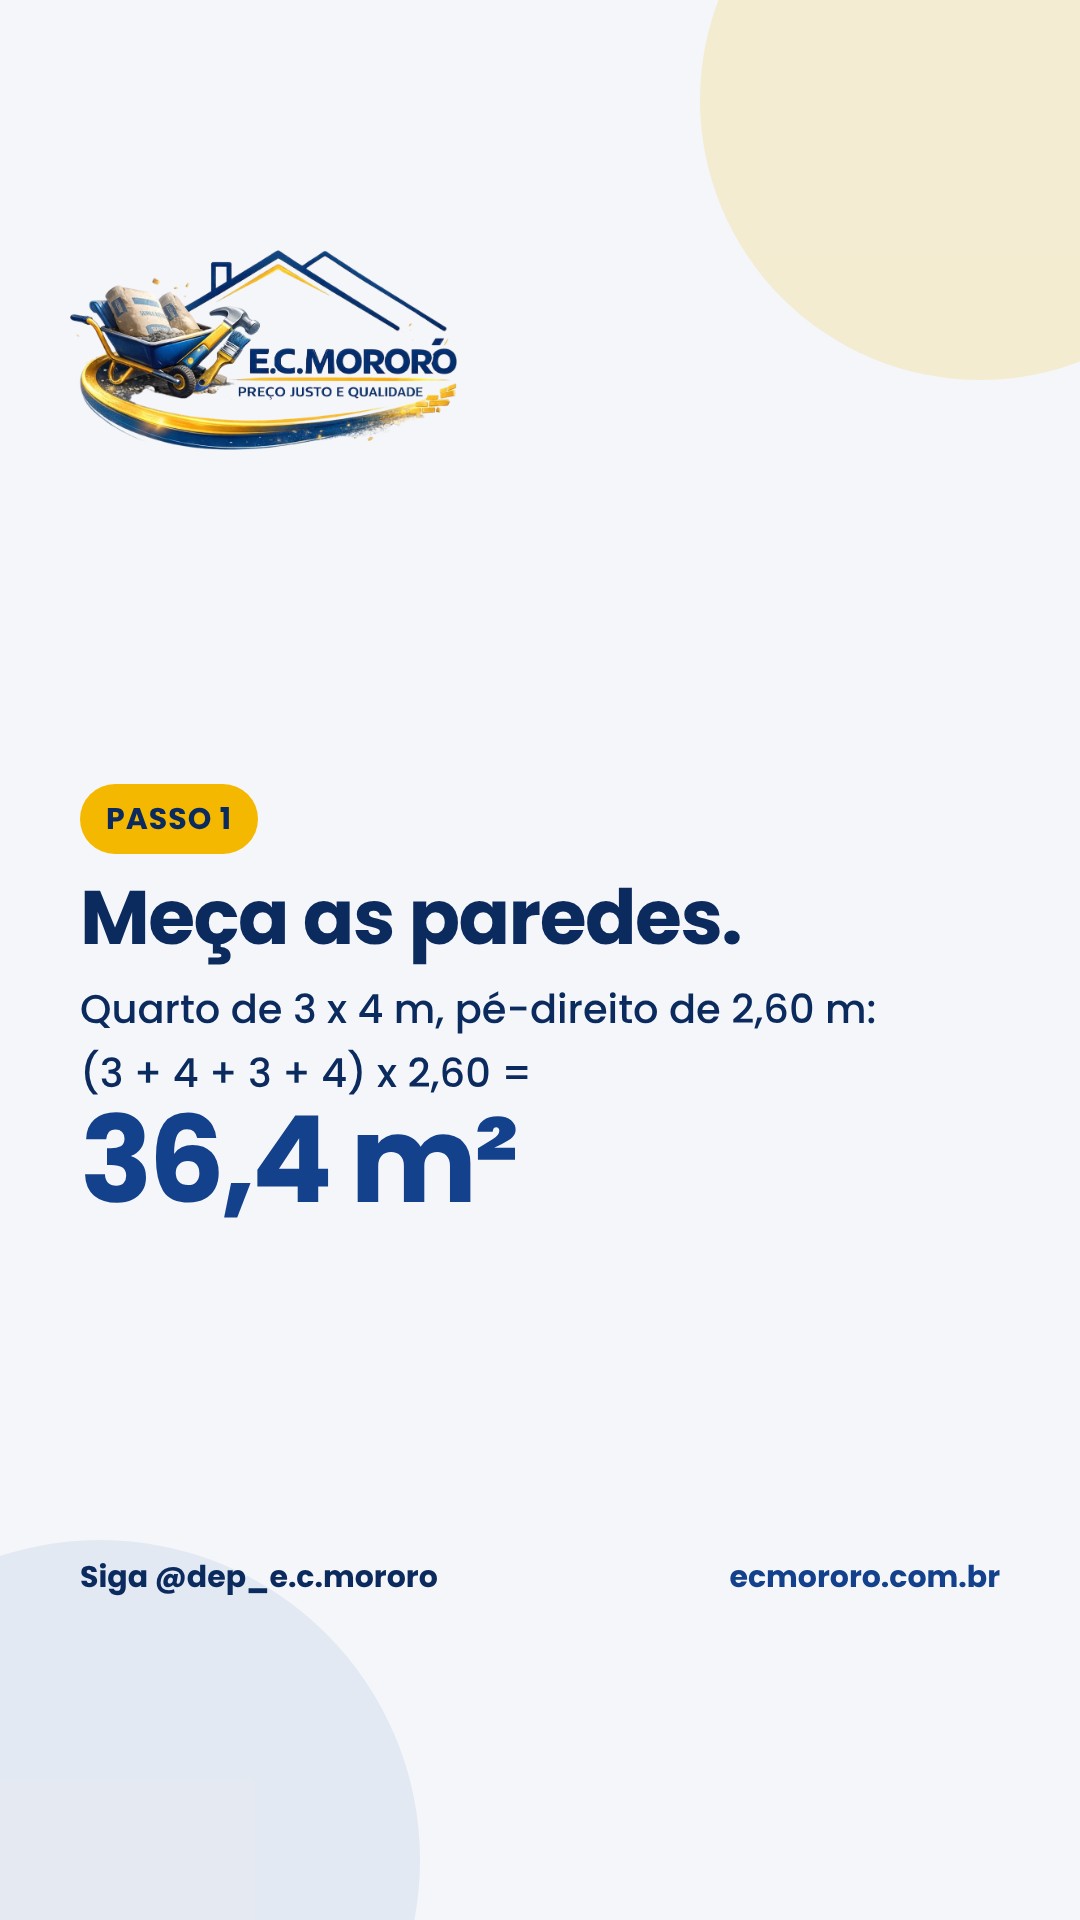 E.C.MORORÓ
PREÇO JUSTO E QUALIDADE
PASSO 1
Meça as paredes.
Quarto de 3 x 4 m, pé-direito de 2,60 m:
(3 + 4 + 3 + 4) x 2,60 =
36,4 m²
Siga @dep_e.c.mororo
ecmororo.com.br